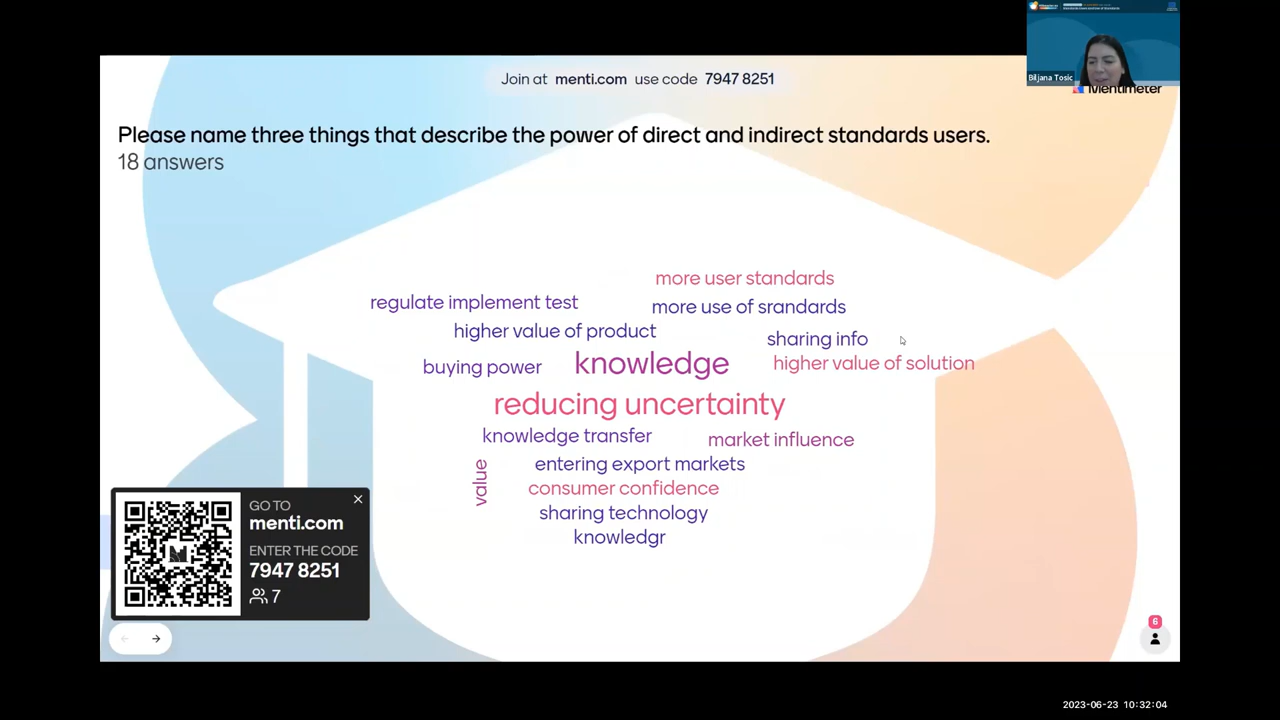 Join at menti.com use code 7947 8251
Biljana Tosic
Mentimeter
Please name three things that describe the power of direct and indirect standards users.
18 answers
more user standards
regulate implement test
more use of srandards
higher value of product
sharing info
buying power
knowledge
higher value of solution
reducing uncertainty
knowledge transfer
market influence
value
entering export markets
consumer confidence
sharing technology
knowledgr
GO TO
menti.com
ENTER THE CODE
7947 8251
7
6
2023-06-23 10:32:04